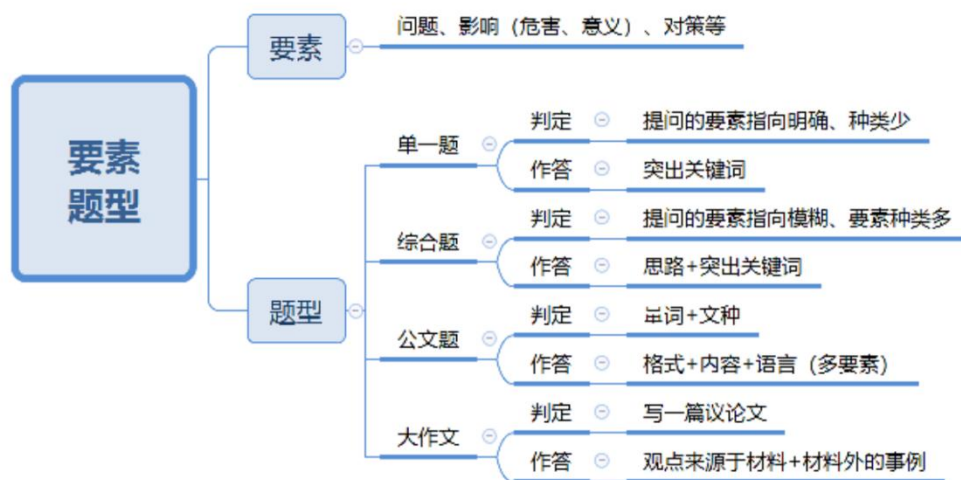 要素
题型
要素
问题、影响（危害、意义）、对策等
题型
单一题
判定
提问的要素指向明确、种类少
作答
突出关键词
综合题
判定
提问的要素指向模糊、要素种类多
作答
思路+突出关键词
公文题
判定
单词+文种
作答
格式+内容+语言（多要素）
大作文
判定
写一篇议论文
作答
观点来源于材料+材料外的事例